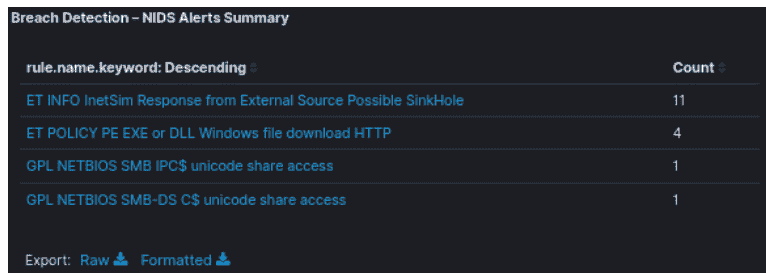 Breach Detection – NIDS Alerts Summary
rule.name.keyword: Descending Count
ET INFO InetSim Response from External Source Possible SinkHole 11
ET POLICY PE EXE or DLL Windows file download HTTP 4
GPL NETBIOS SMB IPC$ unicode share access 1
GPL NETBIOS SMB-DS C$ unicode share access 1
Export: Raw Formatted